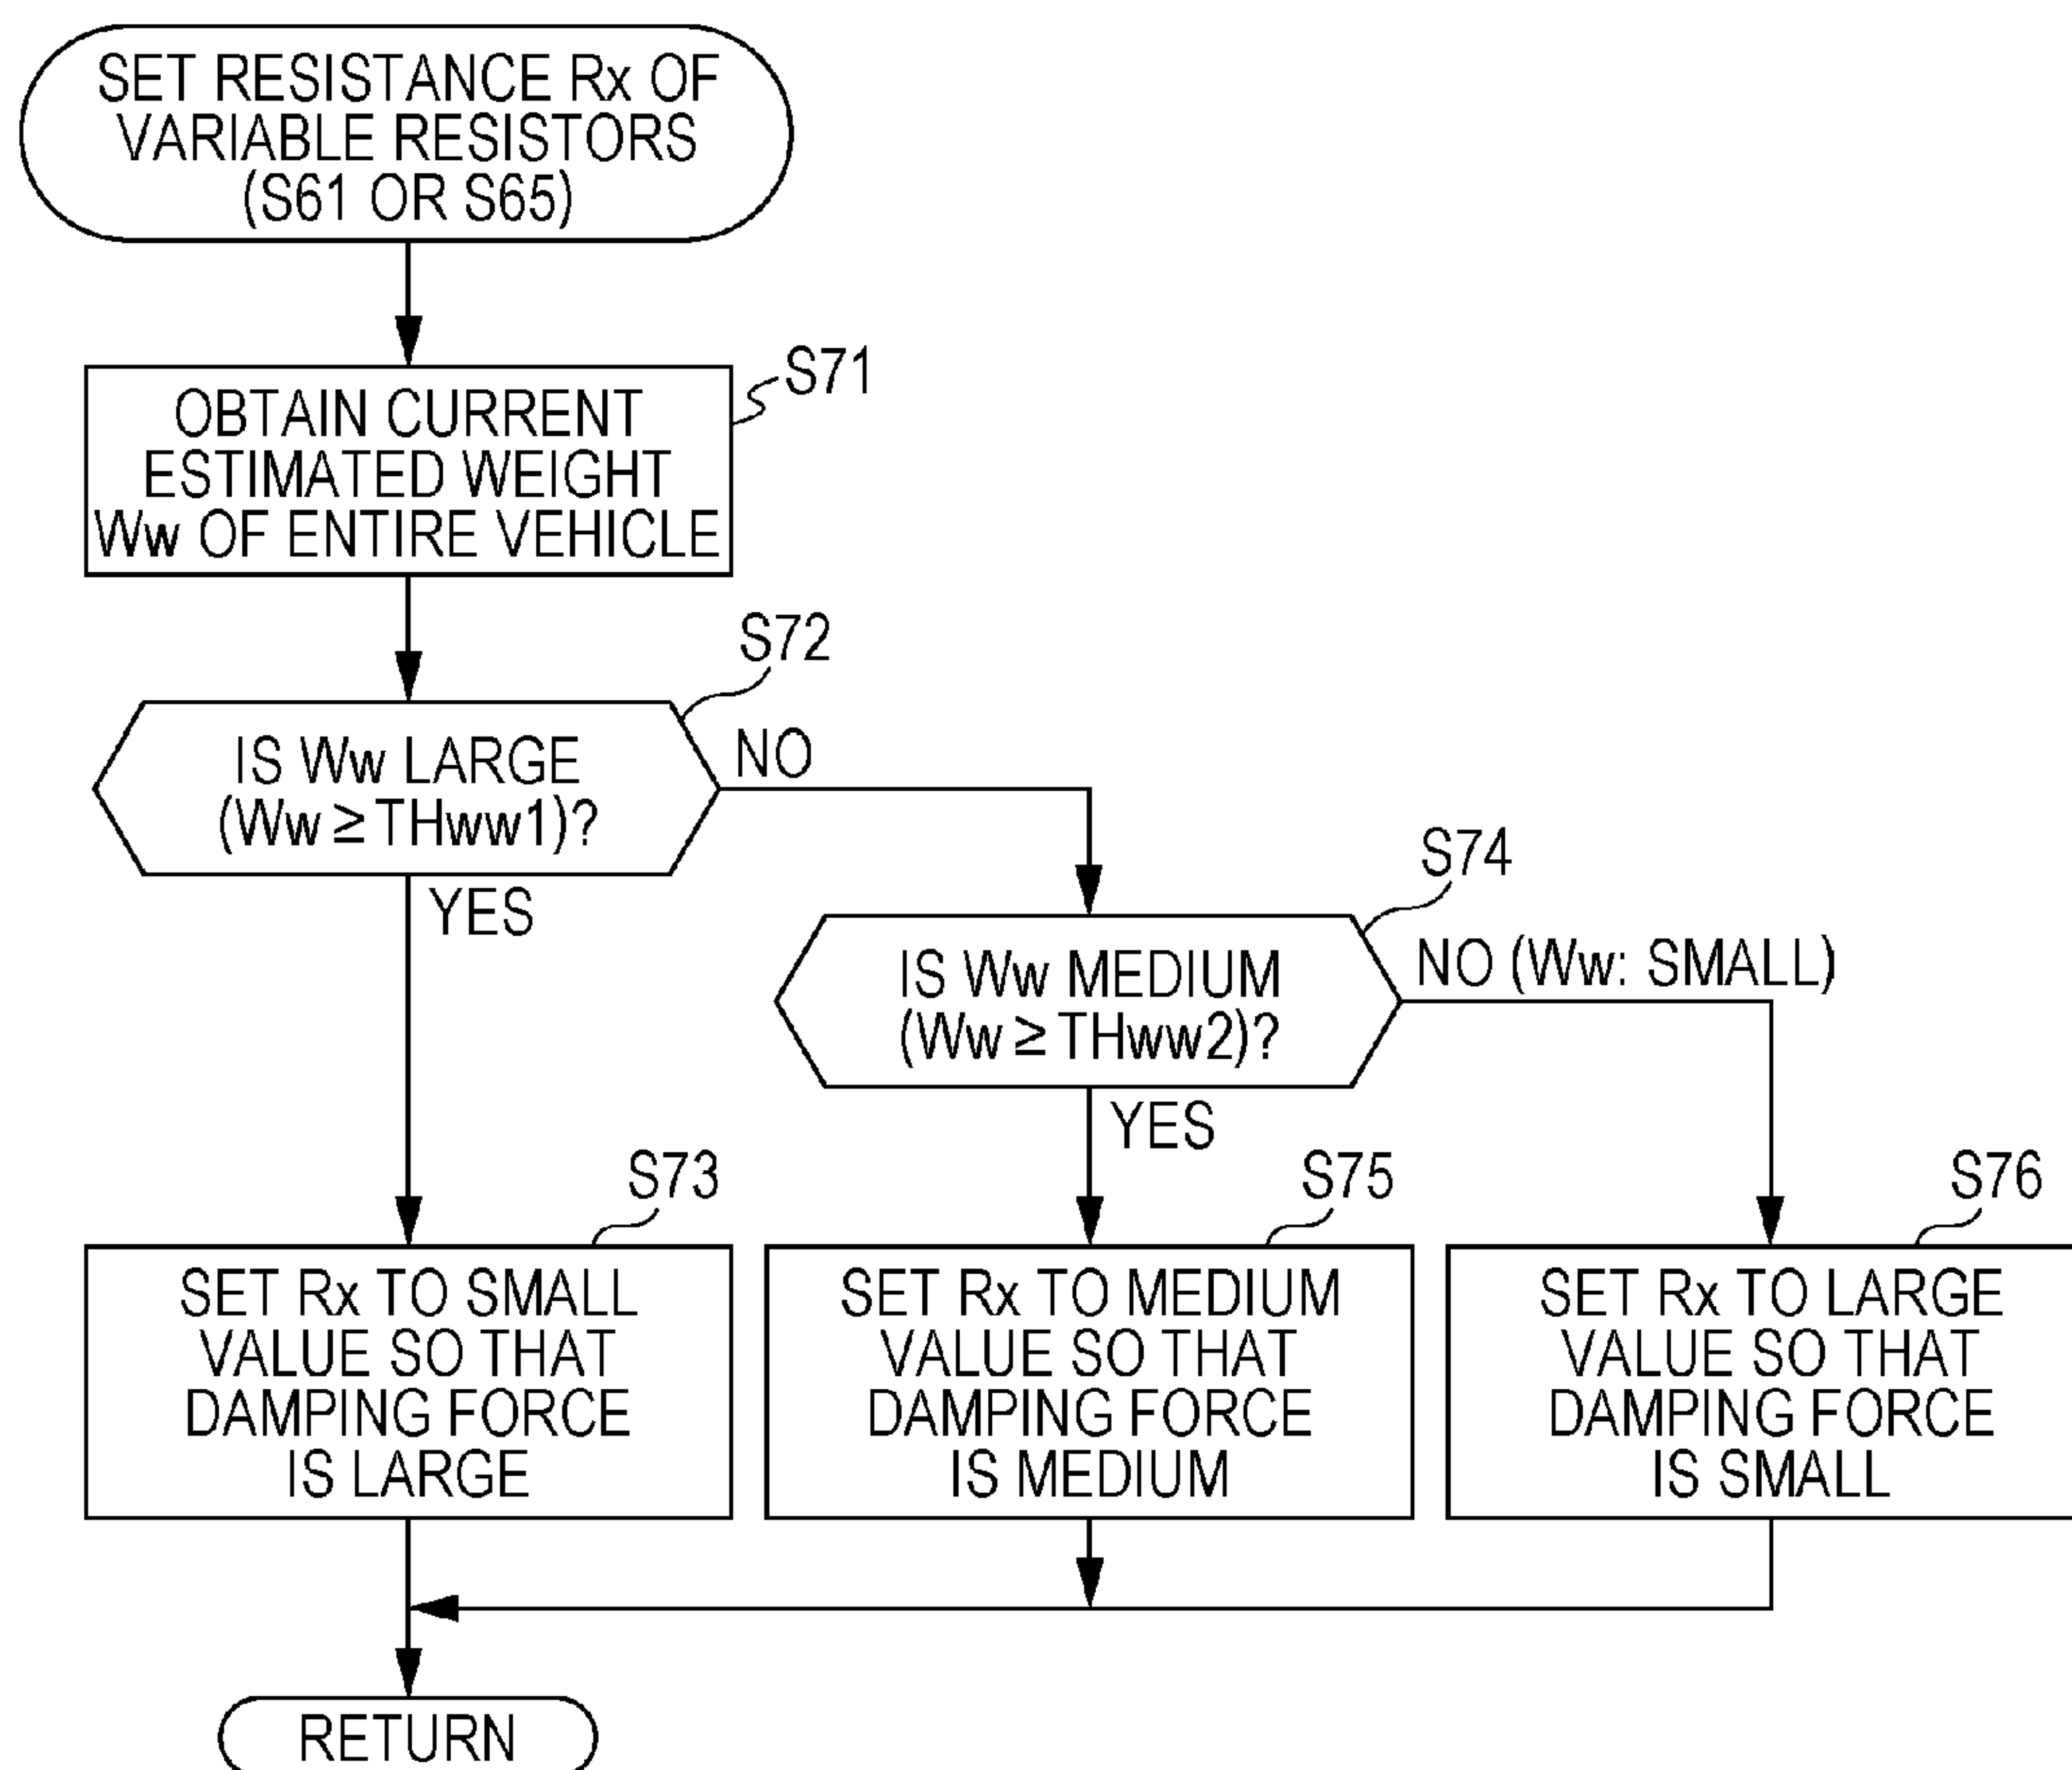 SET RESISTANCE Rx OF
VARIABLE RESISTORS
(S61 OR S65)
S71
OBTAIN CURRENT
ESTIMATED WEIGHT
Ww OF ENTIRE VEHICLE
S72
IS Ww LARGE
(Ww ≥ THww1)?
NO
YES
S74
IS Ww MEDIUM
(Ww ≥ THww2)?
NO (Ww: SMALL)
YES
S73
SET Rx TO SMALL
VALUE SO THAT
DAMPING FORCE
IS LARGE
S75
SET Rx TO MEDIUM
VALUE SO THAT
DAMPING FORCE
IS MEDIUM
S76
SET Rx TO LARGE
VALUE SO THAT
DAMPING FORCE
IS SMALL
RETURN